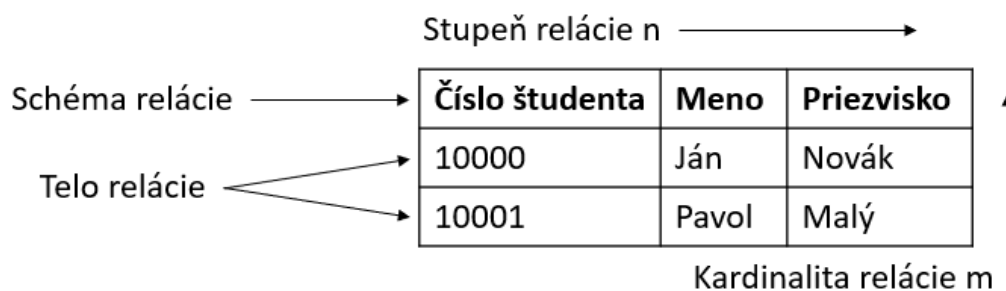 Stupeň relácie n
Schéma relácie
Číslo študenta Meno Priezvisko
Telo relácie
10000 Ján Novák
10001 Pavol Malý
Kardinalita relácie m